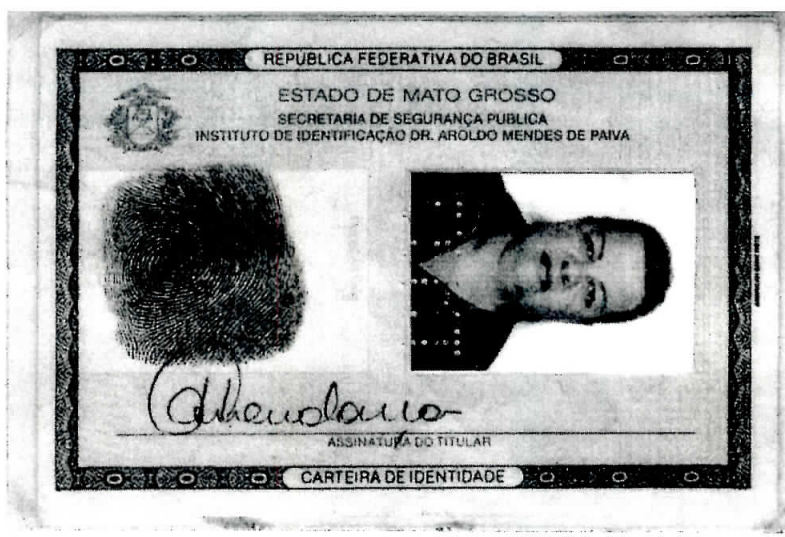 REPÚBLICA FEDERATIVA DO BRASIL
ESTADO DE MATO GROSSO
SECRETARIA DE SEGURANÇA PÚBLICA
INSTITUTO DE IDENTIFICAÇÃO DR. AROLDO MENDES DE PAIVA
ASSINATURA DO TITULAR
CARTEIRA DE IDENTIDADE